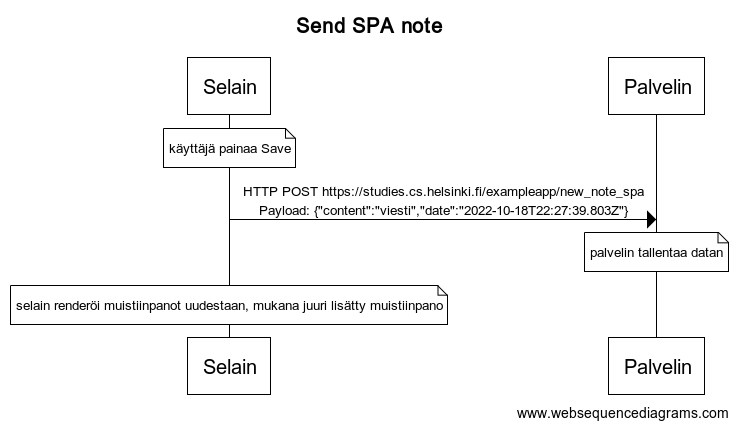 Send SPA note
Selain
Palvelin
käyttäjä painaa Save
HTTP POST https://studies.cs.helsinki.fi/exampleapp/new_note_spa
Payload: {"content":"viesti","date":"2022-10-18T22:27:39.803Z"}
palvelin tallentaa datan
selain renderöi muistiinpanot uudestaan, mukana juuri lisätty muistiinpano
Selain
Palvelin
www.websequencediagrams.com